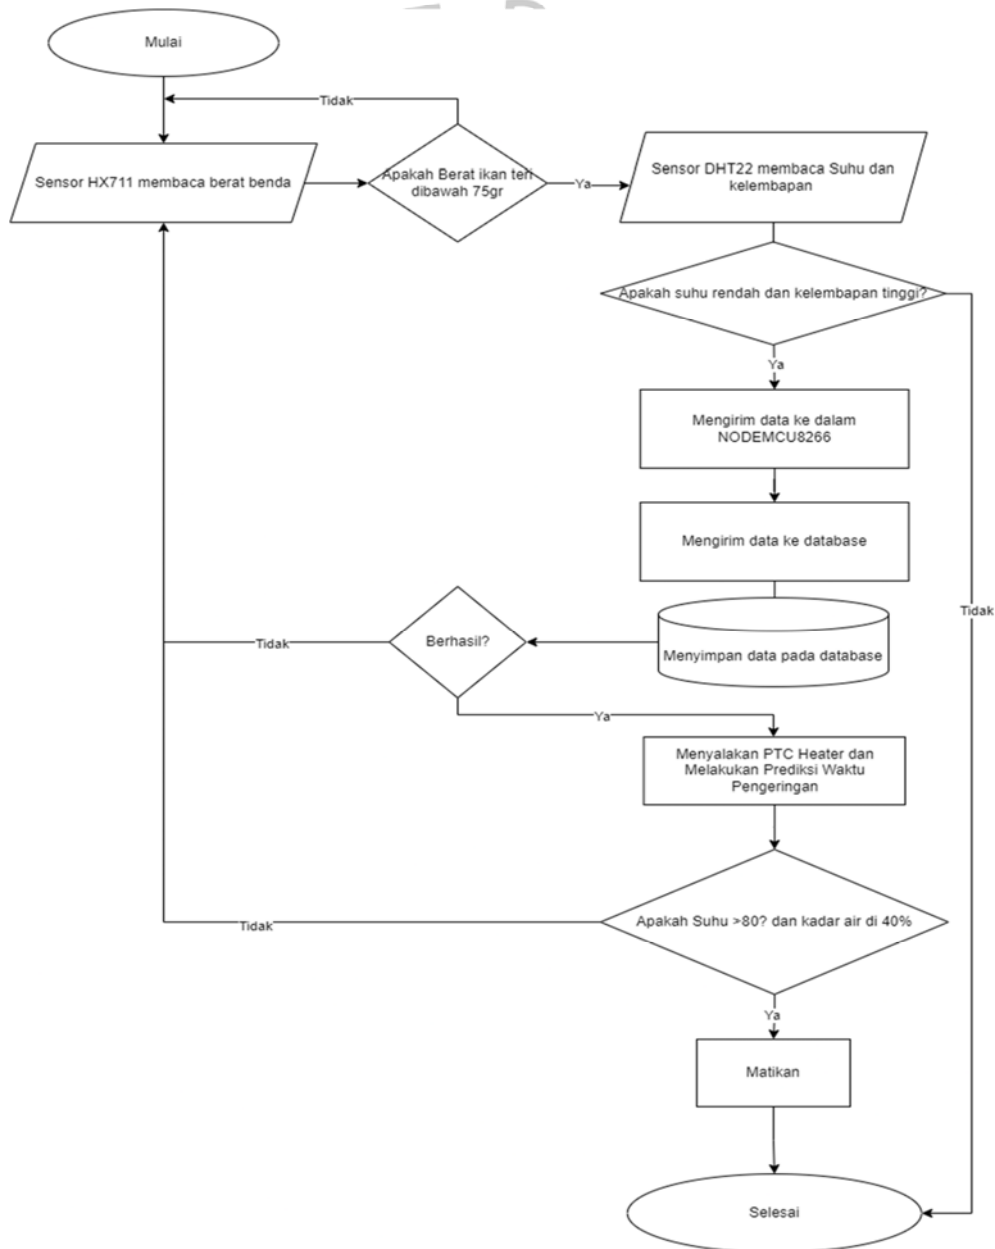 Mulai
Tidak
Sensor HX711 membaca berat benda
Apakah Berat ikan teri
dibawah 75gr
Ya
Sensor DHT22 membaca Suhu dan
kelembapan
Apakah suhu rendah dan kelembapan tinggi?
Ya
Mengirim data ke dalam
NODEMCU8266
Mengirim data ke database
Tidak
Menyimpan data pada database
Berhasil?
Tidak
Ya
Menyalakan PTC Heater dan
Melakukan Prediksi Waktu
Pengeringan
Apakah Suhu >80? dan kadar air di 40%
Tidak
Ya
Matikan
Selesai